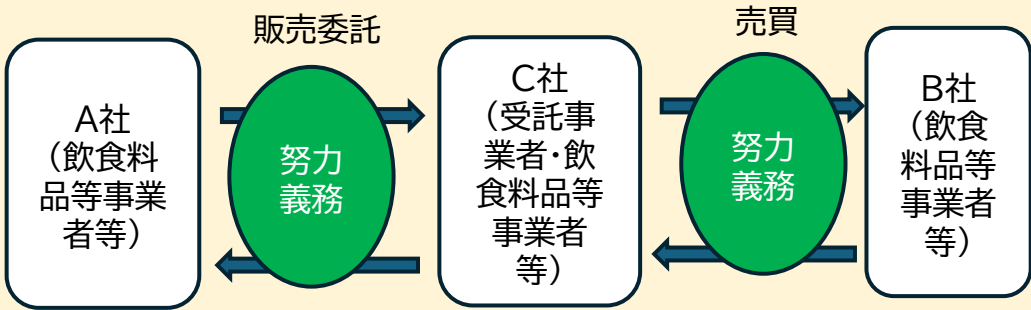 販売委託
売買
A社
（飲食料
品等事業
者等）
努力
義務
C社
（受託事
業者・飲
食料品等
事業者
等）
努力
義務
B社
（飲食
料品等
事業者
等）